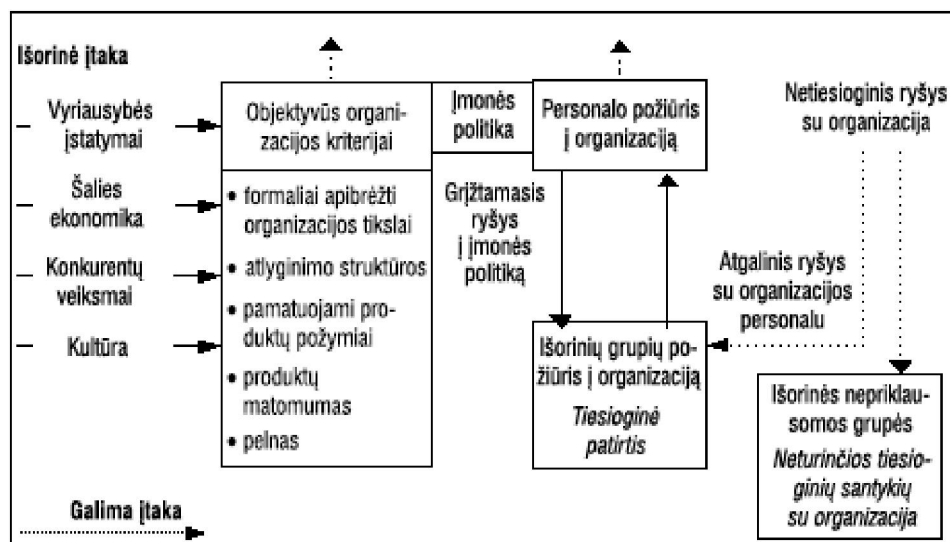 Išorinė įtaka
Vyriausybės
įstatymai
Šalies
ekonomika
Konkurentų
veiksmai
Kultūra
Objektyvūs organi-
zacijos kriterijai
• formaliai apibrėžti
organizacijos tikslai
• atlyginimo struktūros
• pamatuojami pro-
duktų požymiai
• produktų
matomumas
• pelnas
Įmonės
politika
Grįžtamasis
ryšys
į įmonės
politiką
Personalo požiūris
į organizaciją
Išorinių grupių po-
žiūris į organizaciją
Tiesioginė
patirtis
Netiesioginis ryšys
su organizacija
Atgalinis ryšys
su organizacijos
personalu
Išorinės nepriklau-
somos grupės
Neturinčios tiesio-
ginių santykių
su organizacija
Galima įtaka